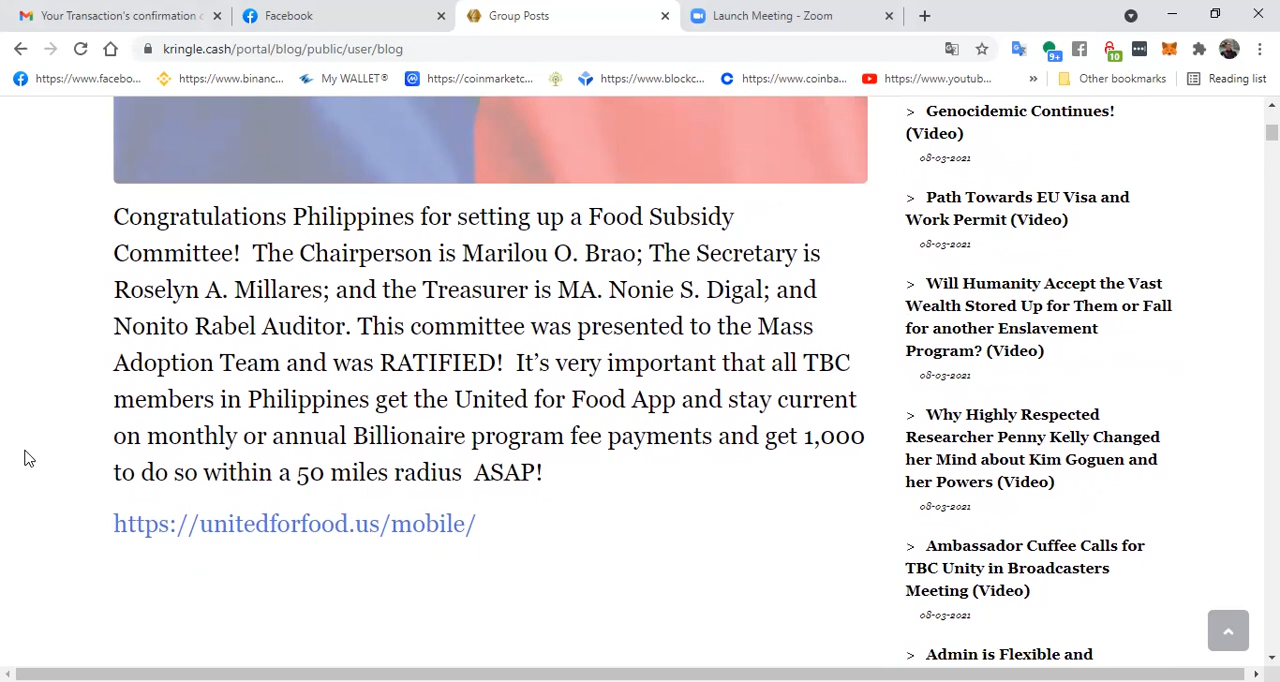 Your Transaction's confirmation c
Facebook
Group Posts
Launch Meeting - Zoom
kringle.cash/portal/blog/public/user/blog
9+
10
https://www.facebo...
https://www.binanc...
My WALLET®
https://coinmarketc...
https://www.blockc...
https://www.coinba...
https://www.youtub...
»
Other bookmarks
Reading list
Congratulations Philippines for setting up a Food Subsidy
Committee! The Chairperson is Marilou O. Brao; The Secretary is
Roselyn A. Millares; and the Treasurer is MA. Nonie S. Digal; and
Nonito Rabel Auditor. This committee was presented to the Mass
Adoption Team and was RATIFIED! It's very important that all TBC
members in Philippines get the United for Food App and stay current
on monthly or annual Billionaire program fee payments and get 1,000
to do so within a 50 miles radius ASAP!
https://unitedforfood.us/mobile/
Genocidemic Continues!
(Video)
08-03-2021
> Path Towards EU Visa and
Work Permit (Video)
08-03-2021
> Will Humanity Accept the Vast
Wealth Stored Up for Them or Fall
for another Enslavement
Program? (Video)
08-03-2021
> Why Highly Respected
Researcher Penny Kelly Changed
her Mind about Kim Goguen and
her Powers (Video)
08-03-2021
> Ambassador Cuffee Calls for
TBC Unity in Broadcasters
Meeting (Video)
08-03-2021
> Admin is Flexible and